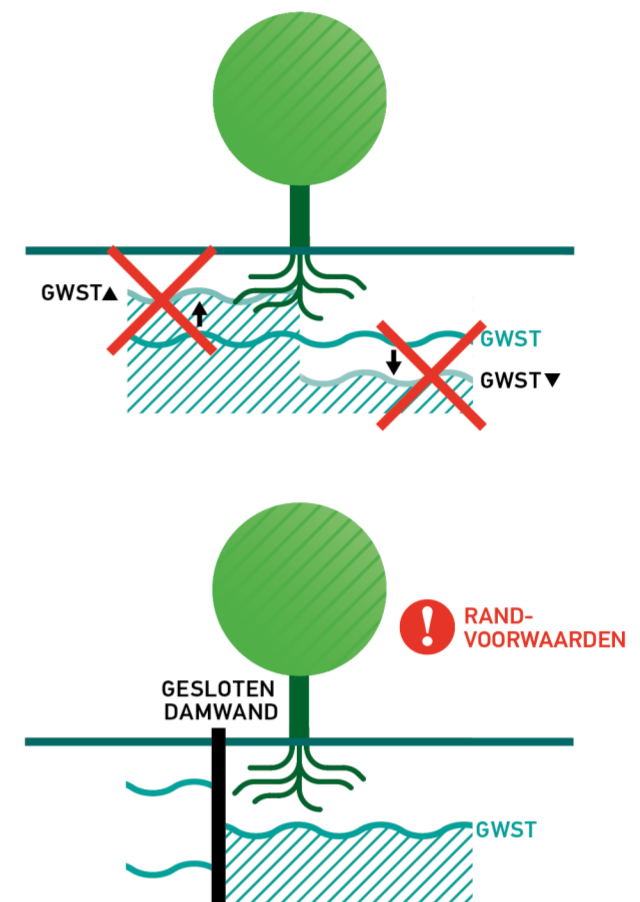 GWST▲
GWST
GWST▼
RAND-
VOORWAARDEN
GESLOTEN
DAMWAND
GWST